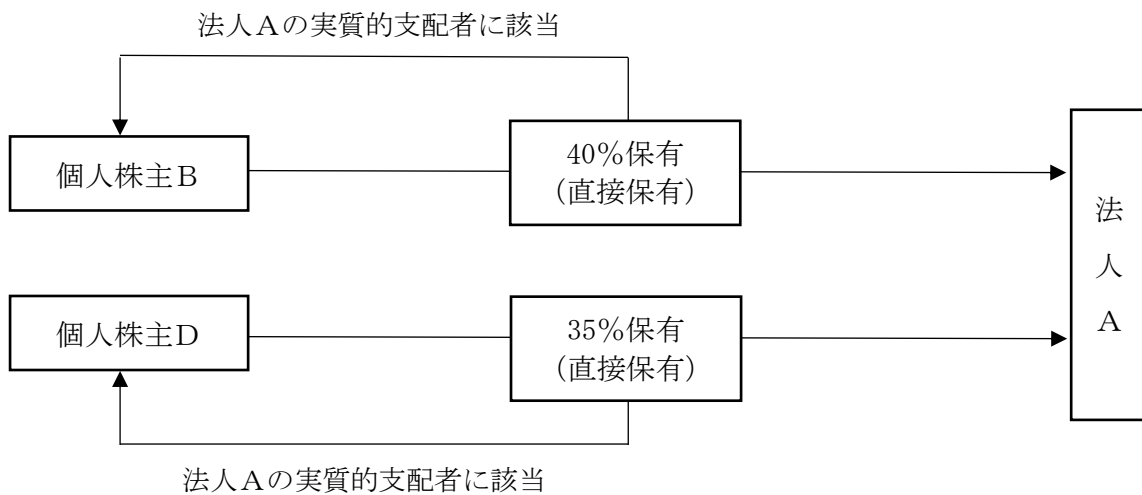 法人Aの実質的支配者に該当
個人株主B
40%保有
(直接保有)
法
人
A
個人株主D
35%保有
(直接保有)
法人Aの実質的支配者に該当